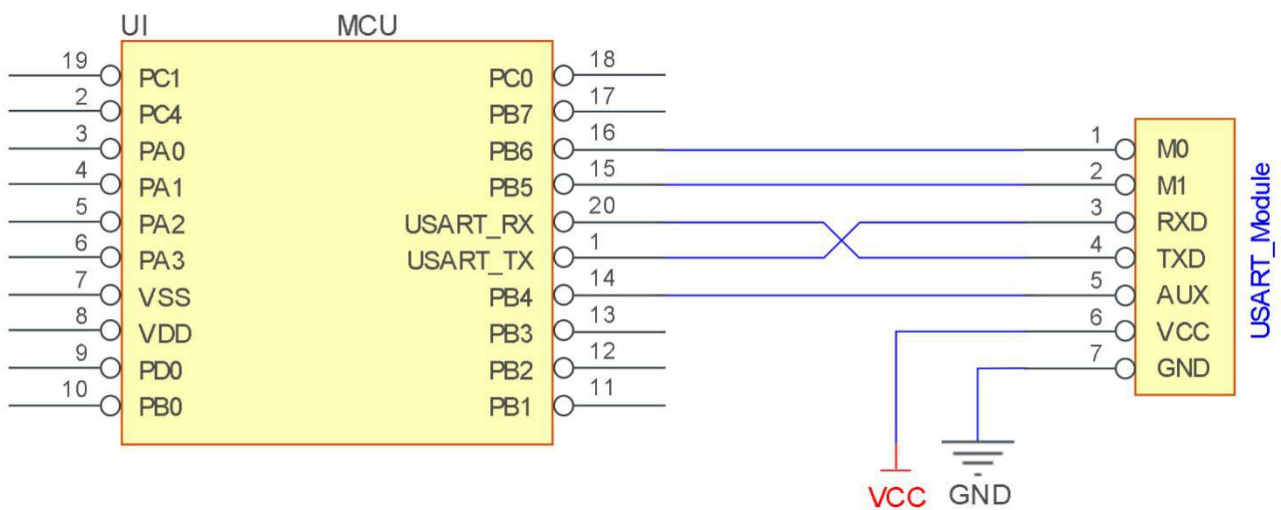 UI MCU
19 PC1 PC0 18
2 PC4 PB7 17
3 PA0 PB6 16 1 M0
4 PA1 PB5 15 2 M1
5 PA2 USART_RX 20 3 RXD
6 PA3 USART_TX 1 4 TXD
7 VSS PB4 14 5 AUX
8 VDD PB3 13 6 VCC
9 PD0 PB2 12 7 GND
10 PB0 PB1 11
USART_Module
VCC GND